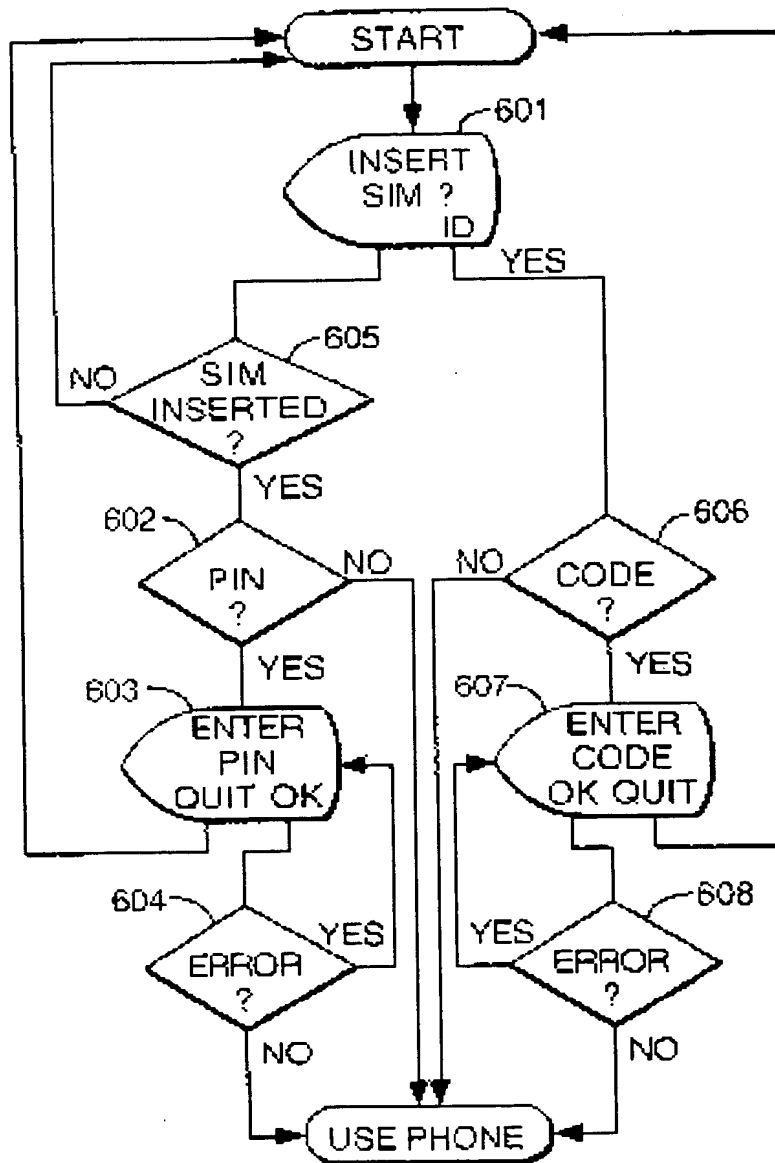 START
601
INSERT
SIM ?
ID
YES
605
NO
SIM
INSERTED
?
YES
602
606
PIN
?
NO
NO
CODE
?
YES
YES
603
607
ENTER
PIN
QUIT OK
ENTER
CODE
OK QUIT
604
608
ERROR
?
YES
YES
ERROR
?
NO
NO
USE PHONE